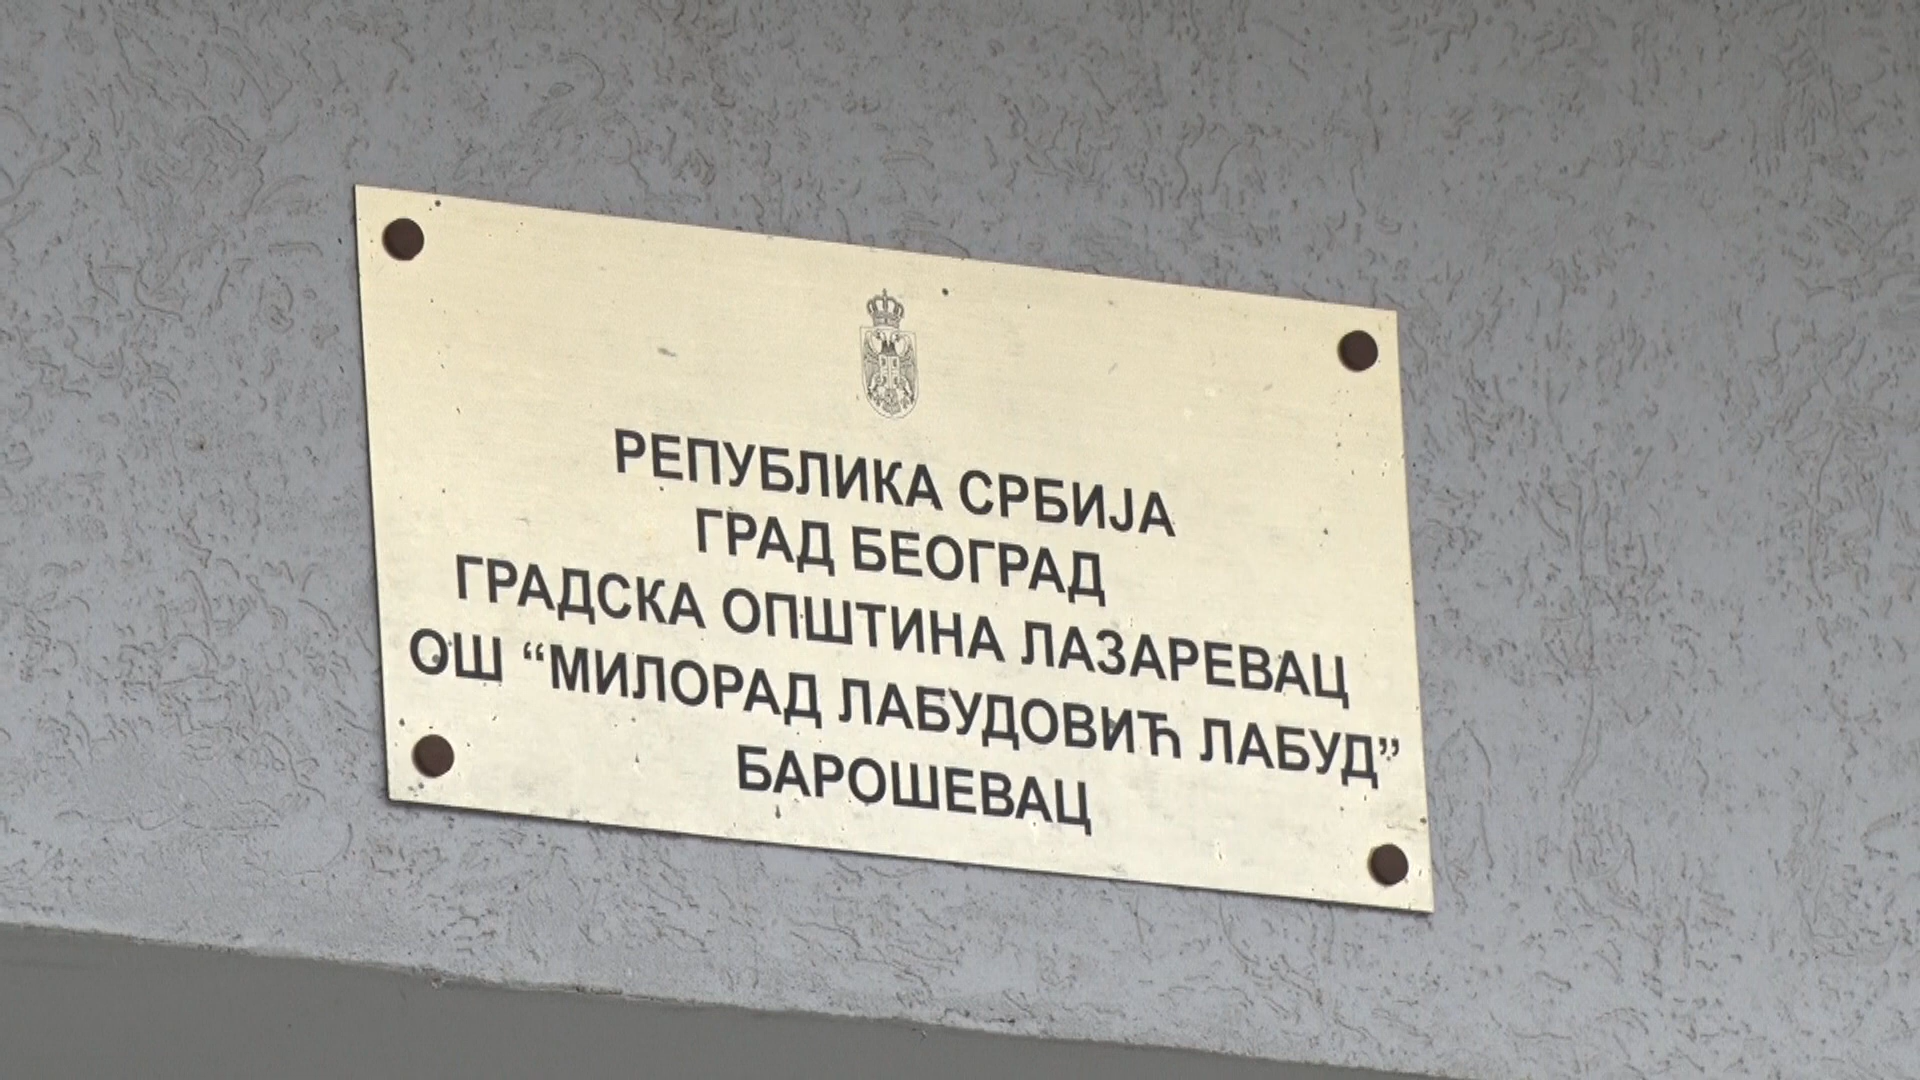 РЕПУБЛИКА СРБИЈА
ГРАД БЕОГРАД
ГРАДСКА ОПШТИНА ЛАЗАРЕВАЦ
ОШ “МИЛОРАД ЛАБУДОВИЋ ЛАБУД”
БАРОШЕВАЦ